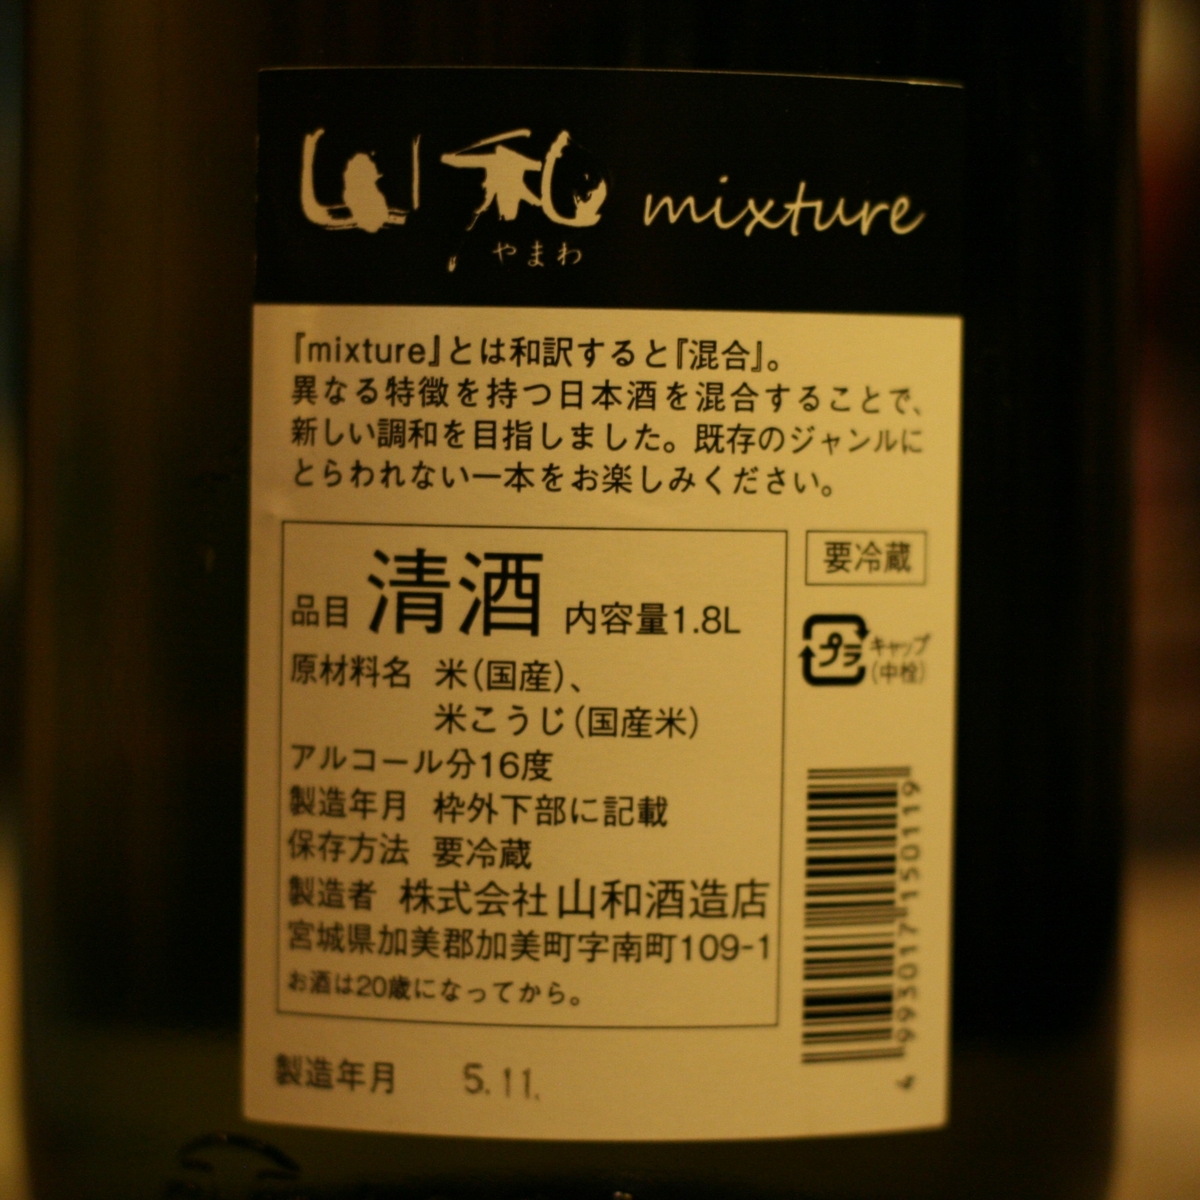 山和 mixture
やまわ
『mixture』とは和訳すると『混合』。
異なる特徴を持つ日本酒を混合することで、
新しい調和を目指しました。既存のジャンルに
とらわれない一本をお楽しみください。
品目 清酒 内容量1.8L
要冷蔵
原材料名 米(国産)、
米こうじ(国産米)
プラ キャップ
(中栓)
アルコール分16度
製造年月 枠外下部に記載
保存方法 要冷蔵
製造者 株式会社山和酒造店
宮城県加美郡加美町字南町109-1
お酒は20歳になってから。
4 993017 150119
製造年月 5.11.